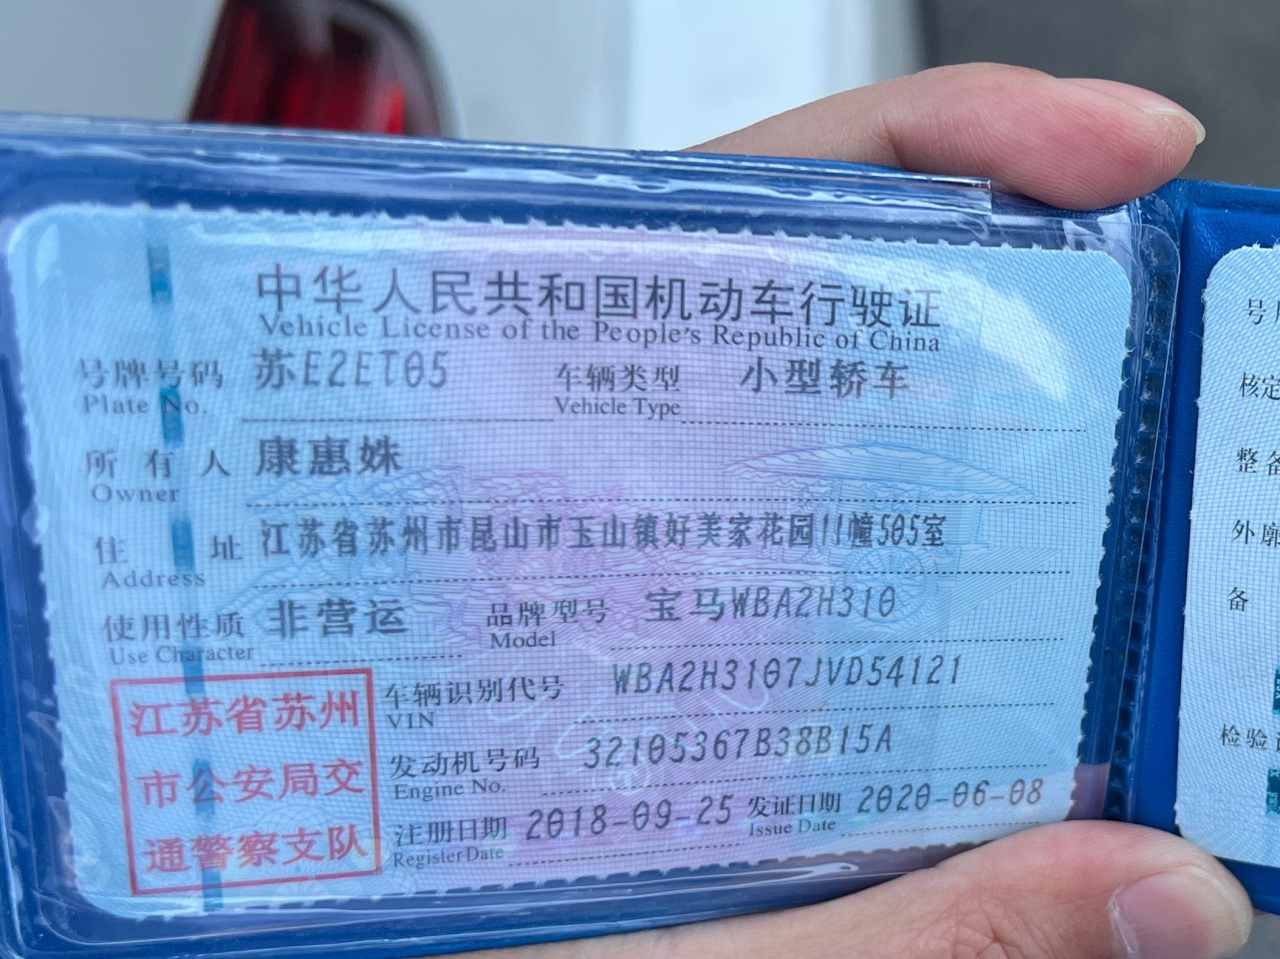 中华人民共和国机动车行驶证
Vehicle License of the People's Republic of China
号牌号码 苏E2ET05 车辆类型 小型轿车
Plate No. Vehicle Type
所有人 康惠姝
Owner
住址 江苏省苏州市昆山市玉山镇好美家花园11幢505室
Address
使用性质 非营运 品牌型号 宝马WBA2H310
Use Character Model
江苏省苏州
市公安局交
通警察支队
车辆识别代号 WBA2H3107JVD54121
VIN
发动机号码 32105367B38B15A
Engine No.
注册日期 2018-09-25 发证日期 2020-06-08
Register Date Issue Date
号
核定
整备
外廓
备
检验